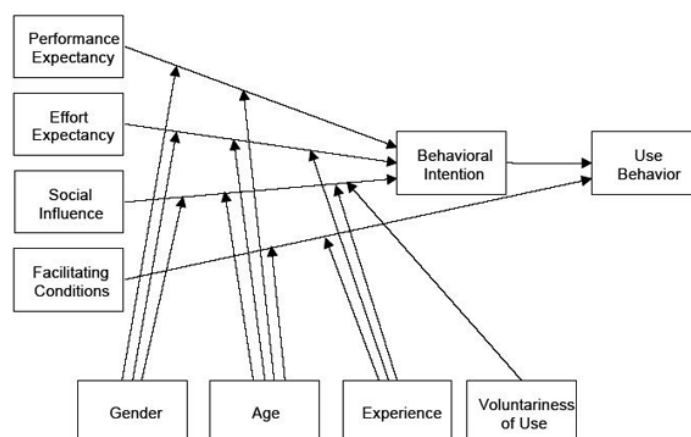 Performance
Expectancy
Effort
Expectancy
Social
Influence
Facilitating
Conditions
Behavioral
Intention
Use
Behavior
Gender
Age
Experience
Voluntariness
of Use